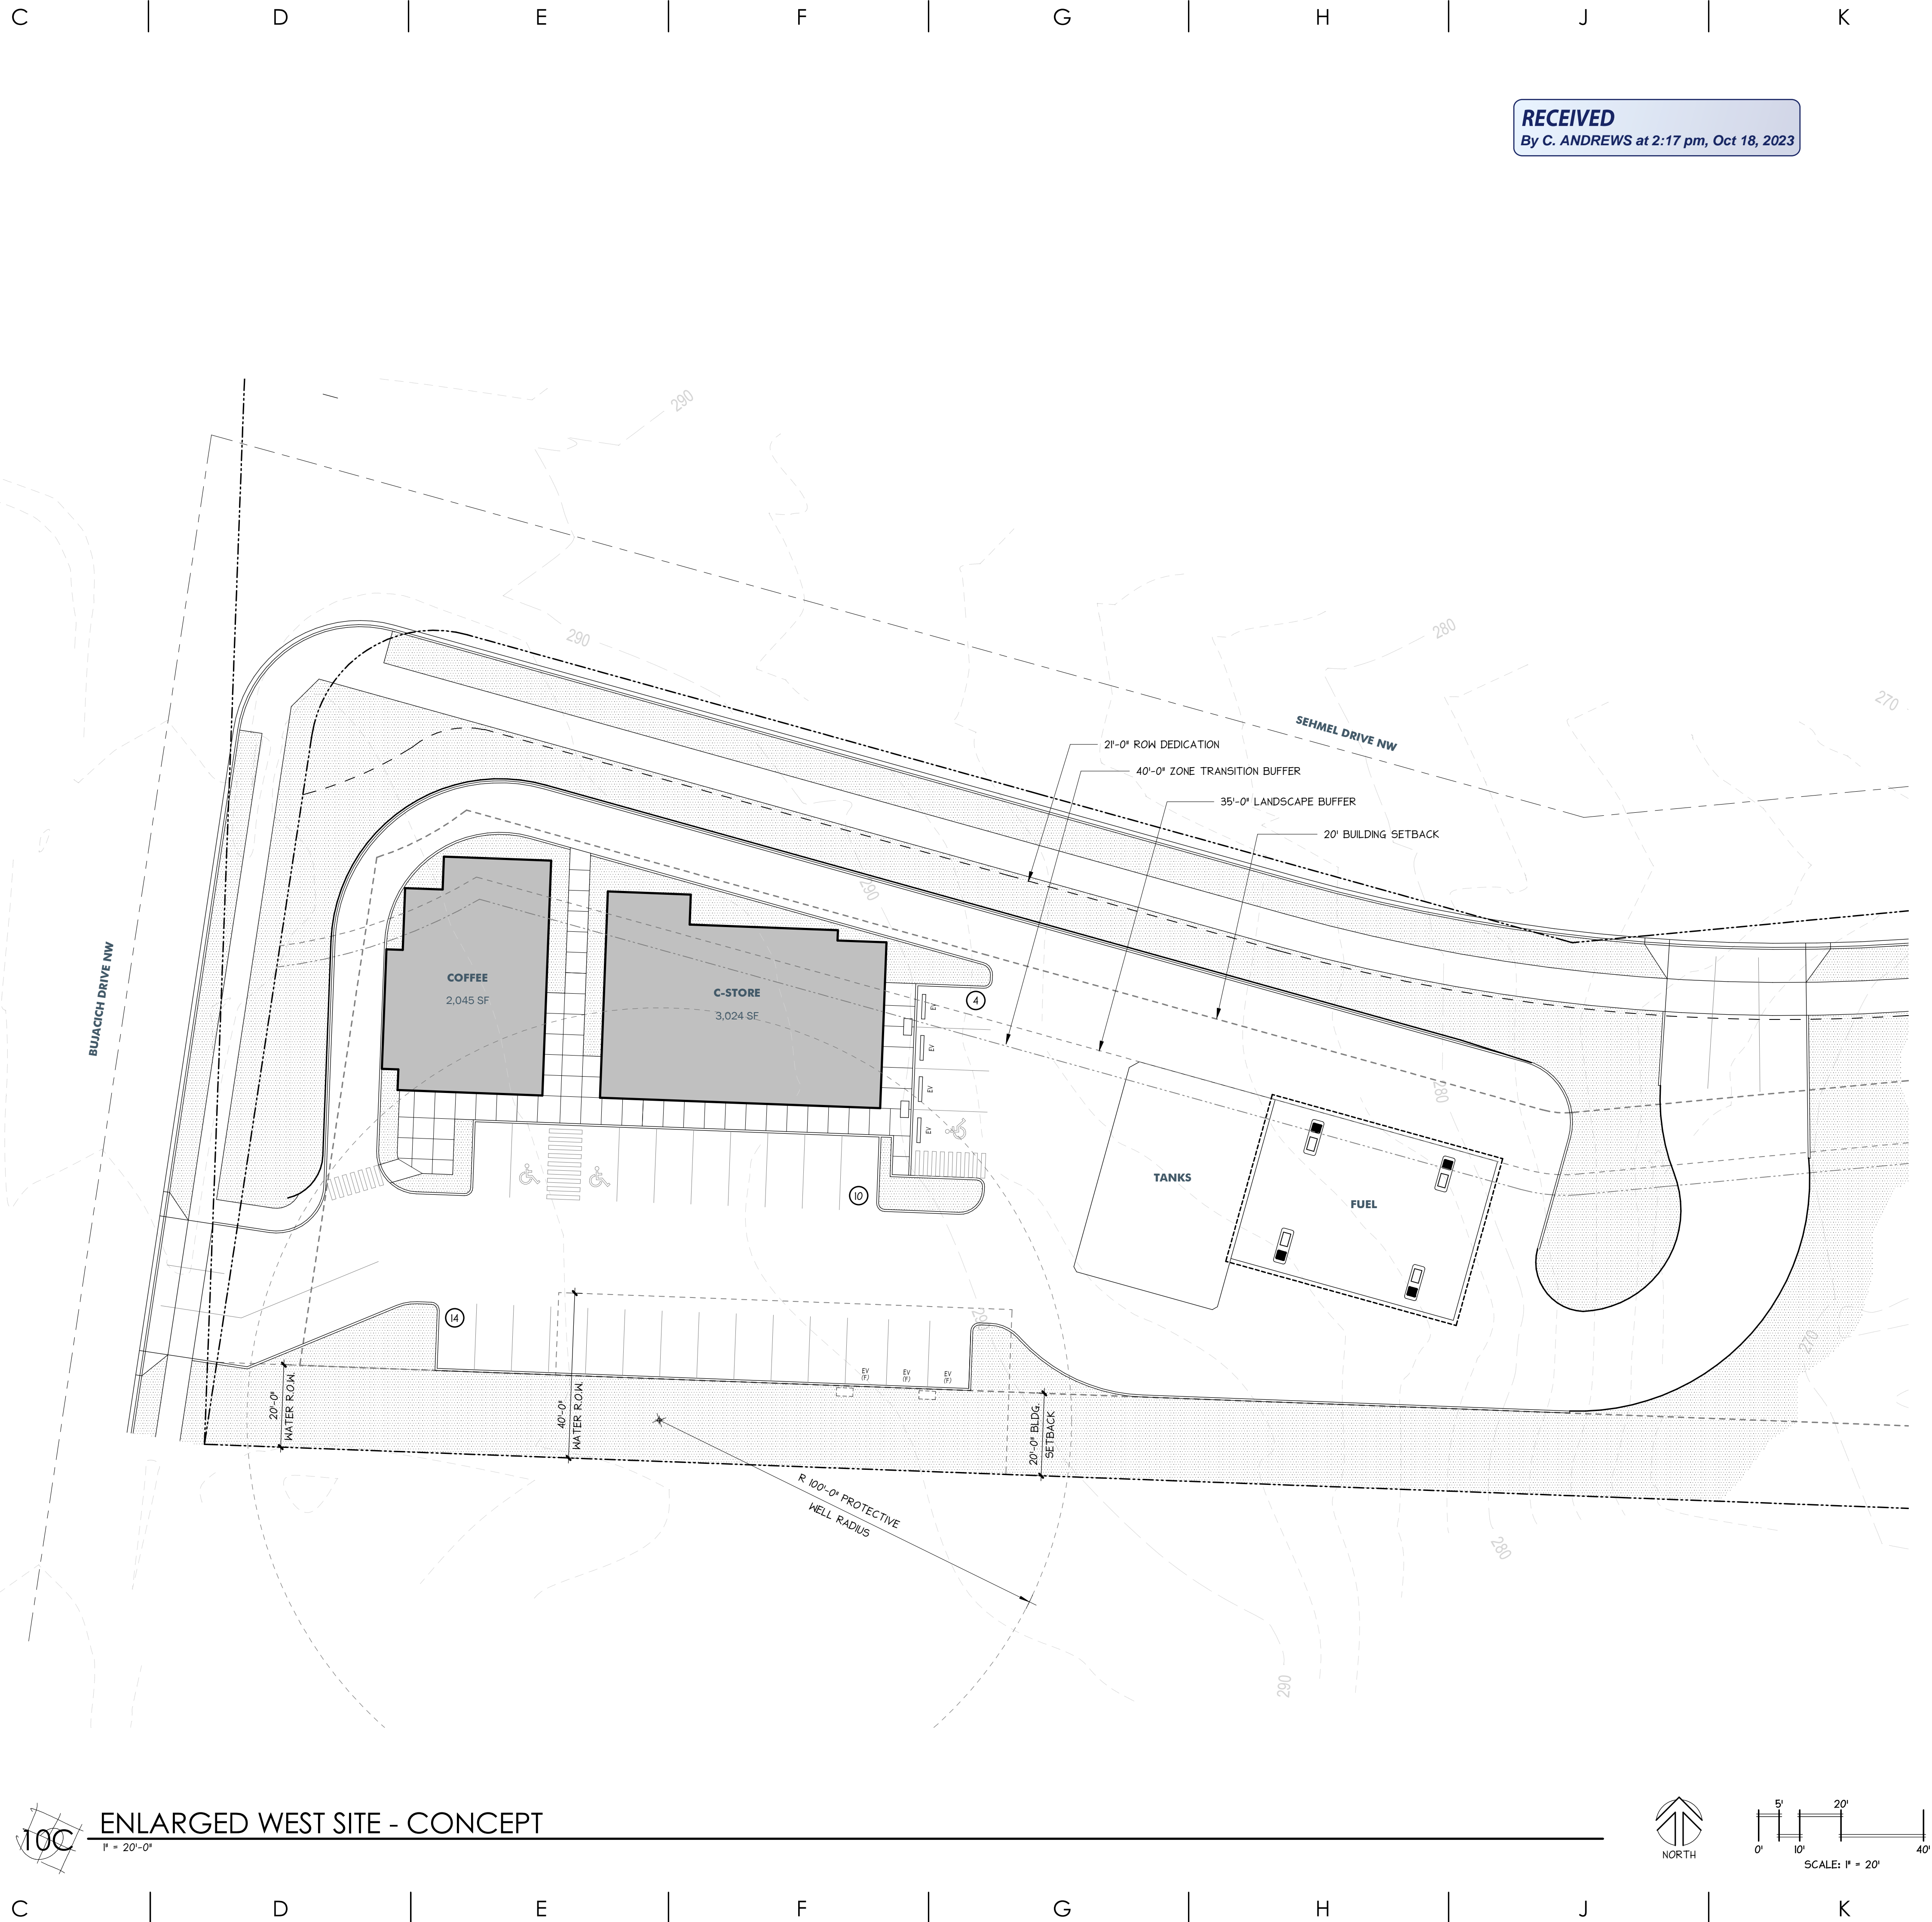 C D E F G H J K
RECEIVED
By C. ANDREWS at 2:17 pm, Oct 18, 2023
290
290
280
270
SEHMEL DRIVE NW
21'-0" ROW DEDICATION
40'-0" ZONE TRANSITION BUFFER
35'-0" LANDSCAPE BUFFER
20' BUILDING SETBACK
290
BUJACICH DRIVE NW
COFFEE
2,045 SF
C-STORE
3,024 SF
4
EV
EV
EV
EV
280
TANKS
FUEL
10
14
290
270
EV
(F)
EV
(F)
EV
(F)
20'-0"
WATER R.O.W.
40'-0"
WATER R.O.W.
20'-0" BLDG.
SETBACK
R 100'-0" PROTECTIVE
WELL RADIUS
280
290
10C
ENLARGED WEST SITE - CONCEPT
1" = 20'-0"
NORTH
5' 20'
0' 10' 40'
SCALE: 1" = 20'
C D E F G H J K